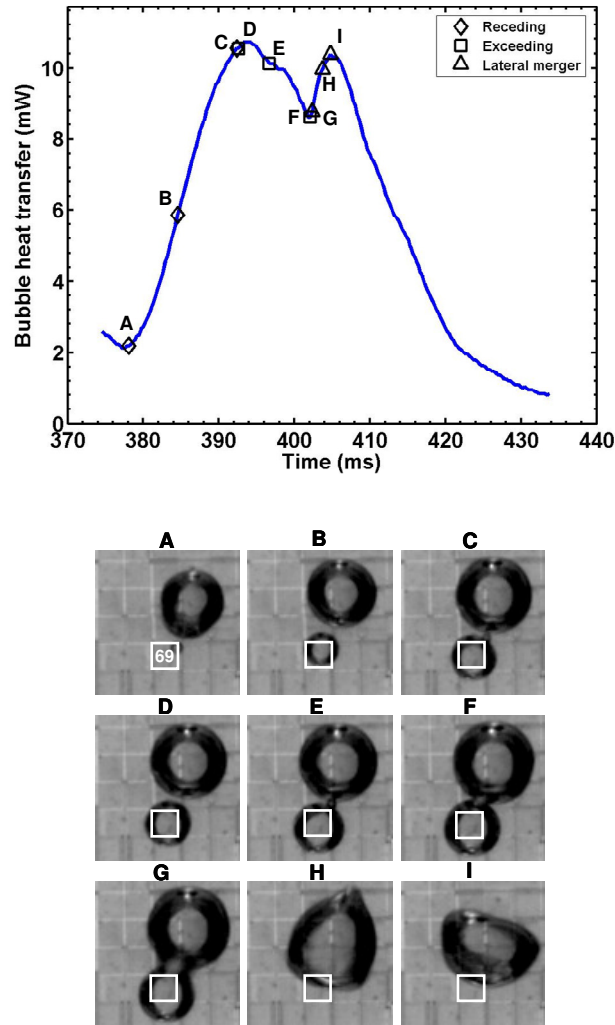 Bubble heat transfer (mW)
10
8
6
4
2
0
370 380 390 400 410 420 430 440
Time (ms)
Receding
Exceeding
Lateral merger
A
B
C
D
E
F
G
H
I
A B C
69
D E F
G H I